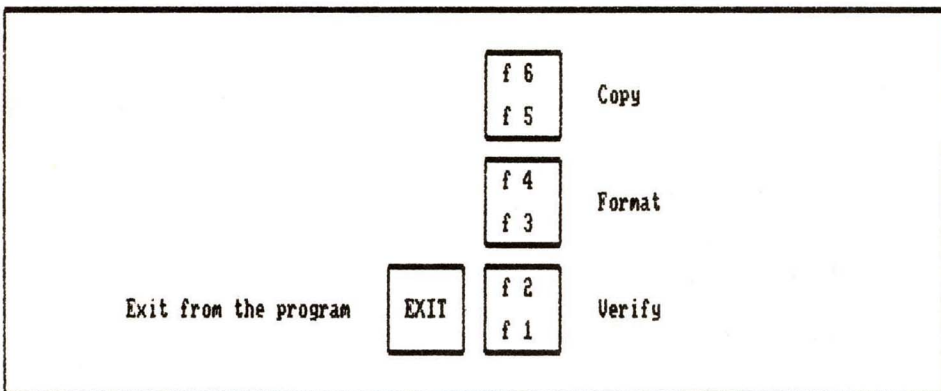 f 6
Copy
f 5
f 4
Format
f 3
f 2
Exit from the program EXIT Verify
f 1